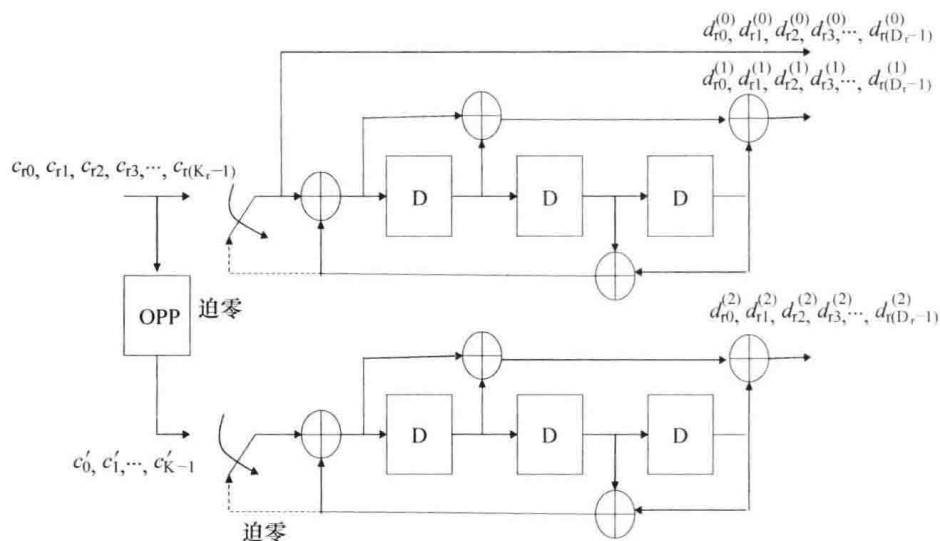 d_{r0}^{(0)}, d_{r1}^{(0)}, d_{r2}^{(0)}, d_{r3}^{(0)},···, d_{r(D_r−1)}^{(0)}
d_{r0}^{(1)}, d_{r1}^{(1)}, d_{r2}^{(1)}, d_{r3}^{(1)},···, d_{r(D_r−1)}^{(1)}
c_{r0}, c_{r1}, c_{r2}, c_{r3},···, c_{r(K_r−1)}
D
D
D
OPP
迫零
d_{r0}^{(2)}, d_{r1}^{(2)}, d_{r2}^{(2)}, d_{r3}^{(2)},···, d_{r(D_r−1)}^{(2)}
D
D
D
c'_0, c'_1,···, c'_{K−1}
迫零